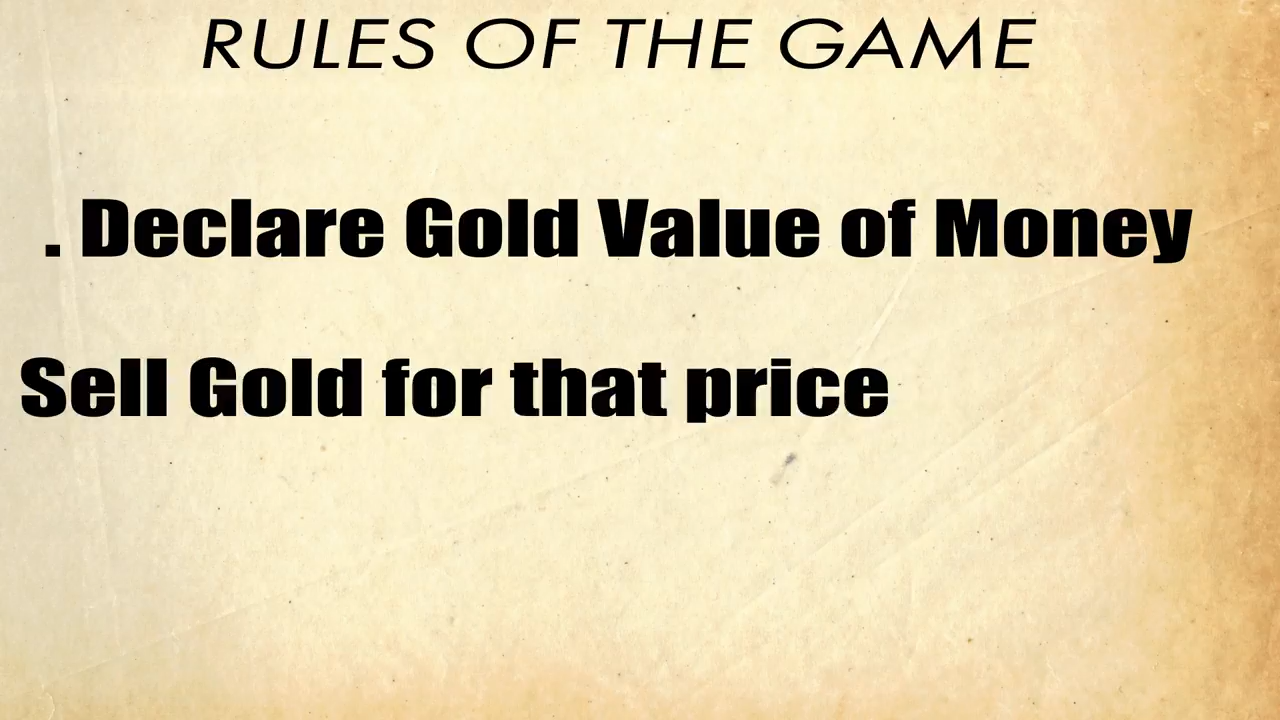 RULES OF THE GAME
. Declare Gold Value of Money
Sell Gold for that price